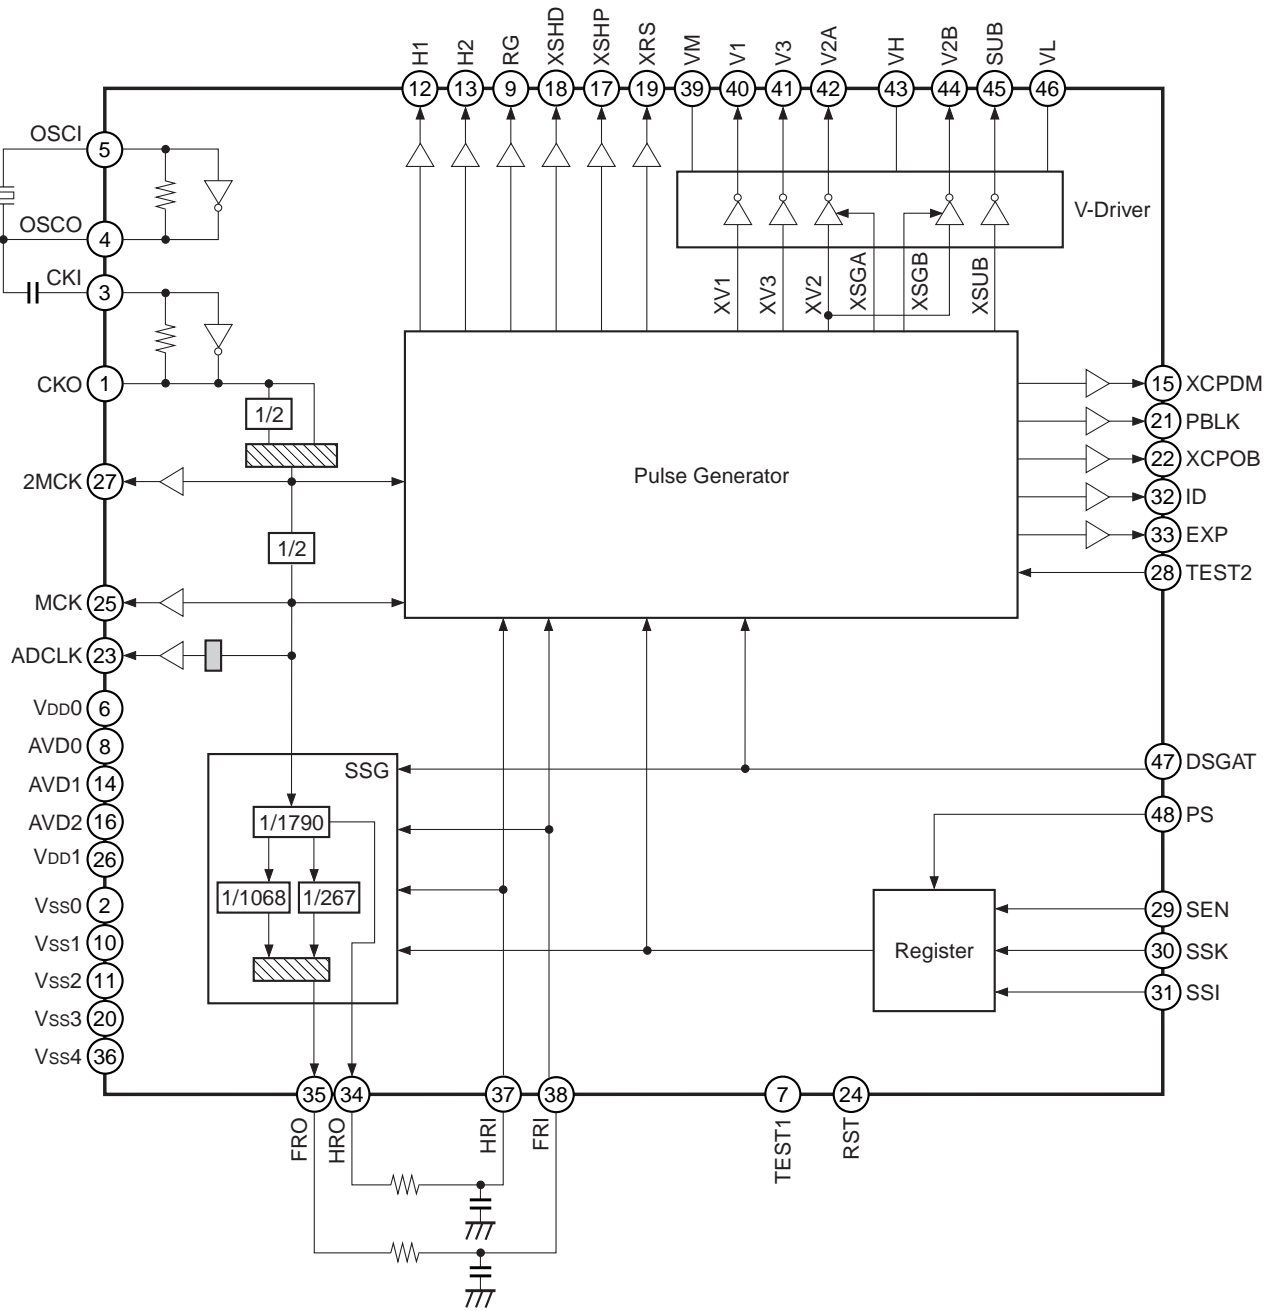 H1
H2
RG
XSHD
XSHP
XRS
VM
V1
V3
V2A
VH
V2B
SUB
VL
12
13
9
18
17
19
39
40
41
42
43
44
45
46
OSCI 5
OSCO 4
CKI 3
CKO 1
1/2
2MCK 27
1/2
MCK 25
ADCLK 23
VDD0 6
AVD0 8
AVD1 14
AVD2 16
VDD1 26
VSS0 2
VSS1 10
VSS2 11
VSS3 20
VSS4 36
V-Driver
XV1
XV3
XV2
XSGA
XSGB
XSUB
Pulse Generator
15 XCPDM
21 PBLK
22 XCPOB
32 ID
33 EXP
28 TEST2
47 DSGAT
48 PS
29 SEN
30 SSK
31 SSI
Register
SSG
1/1790
1/1068
1/267
35
34
37
38
7
24
FRO
HRO
HRI
FRI
TEST1
RST